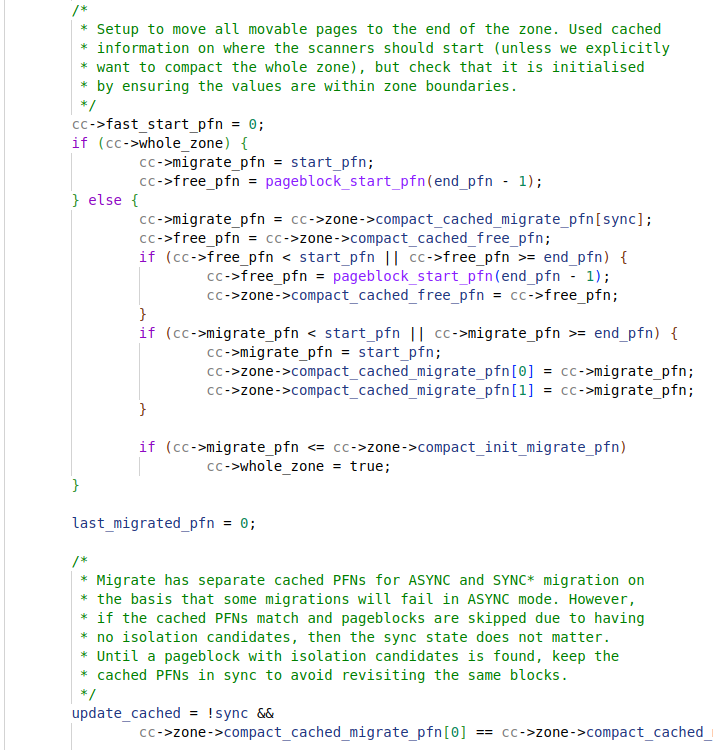 /*
 * Setup to move all movable pages to the end of the zone. Used cached
 * information on where the scanners should start (unless we explicitly
 * want to compact the whole zone), but check that it is initialised
 * by ensuring the values are within zone boundaries.
 */
cc->fast_start_pfn = 0;
if (cc->whole_zone) {
        cc->migrate_pfn = start_pfn;
        cc->free_pfn = pageblock_start_pfn(end_pfn - 1);
} else {
        cc->migrate_pfn = cc->zone->compact_cached_migrate_pfn[sync];
        cc->free_pfn = cc->zone->compact_cached_free_pfn;
        if (cc->free_pfn < start_pfn || cc->free_pfn >= end_pfn) {
                cc->free_pfn = pageblock_start_pfn(end_pfn - 1);
                cc->zone->compact_cached_free_pfn = cc->free_pfn;
        }
        if (cc->migrate_pfn < start_pfn || cc->migrate_pfn >= end_pfn) {
                cc->migrate_pfn = start_pfn;
                cc->zone->compact_cached_migrate_pfn[0] = cc->migrate_pfn;
                cc->zone->compact_cached_migrate_pfn[1] = cc->migrate_pfn;
        }

        if (cc->migrate_pfn <= cc->zone->compact_init_migrate_pfn)
                cc->whole_zone = true;
}

last_migrated_pfn = 0;

/*
 * Migrate has separate cached PFNs for ASYNC and SYNC* migration on
 * the basis that some migrations will fail in ASYNC mode. However,
 * if the cached PFNs match and pageblocks are skipped due to having
 * no isolation candidates, then the sync state does not matter.
 * Until a pageblock with isolation candidates is found, keep the
 * cached PFNs in sync to avoid revisiting the same blocks.
 */
update_cached = !sync &&
        cc->zone->compact_cached_migrate_pfn[0] == cc->zone->compact_cached_